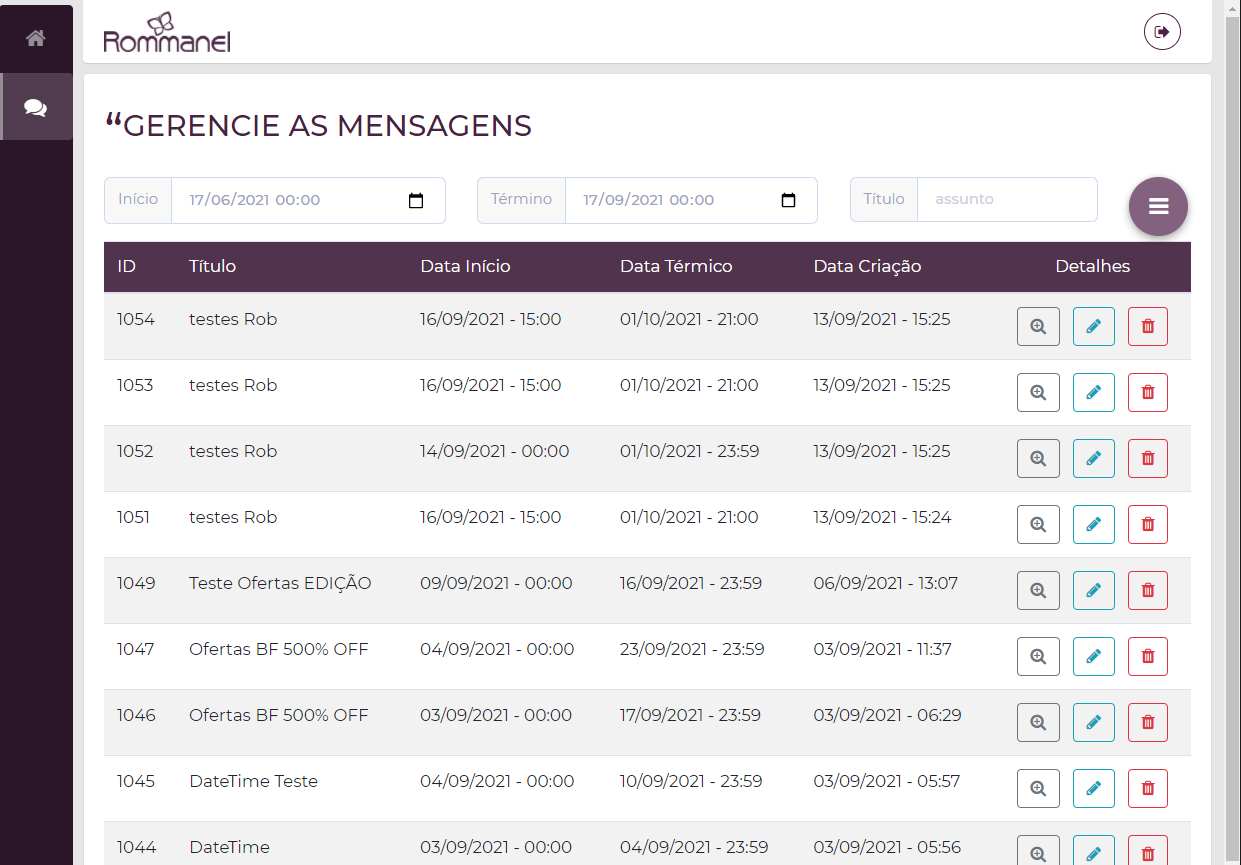 Rommanel
“GERENCIE AS MENSAGENS
Início 17/06/2021 00:00 Término 17/09/2021 00:00 Título assunto
ID Título Data Início Data Térmico Data Criação Detalhes
1054 testes Rob 16/09/2021 - 15:00 01/10/2021 - 21:00 13/09/2021 - 15:25
1053 testes Rob 16/09/2021 - 15:00 01/10/2021 - 21:00 13/09/2021 - 15:25
1052 testes Rob 14/09/2021 - 00:00 01/10/2021 - 23:59 13/09/2021 - 15:25
1051 testes Rob 16/09/2021 - 15:00 01/10/2021 - 21:00 13/09/2021 - 15:24
1049 Teste Ofertas EDIÇÃO 09/09/2021 - 00:00 16/09/2021 - 23:59 06/09/2021 - 13:07
1047 Ofertas BF 500% OFF 04/09/2021 - 00:00 23/09/2021 - 23:59 03/09/2021 - 11:37
1046 Ofertas BF 500% OFF 03/09/2021 - 00:00 17/09/2021 - 23:59 03/09/2021 - 06:29
1045 DateTime Teste 04/09/2021 - 00:00 10/09/2021 - 23:59 03/09/2021 - 05:57
1044 DateTime 03/09/2021 - 00:00 04/09/2021 - 23:59 03/09/2021 - 05:56